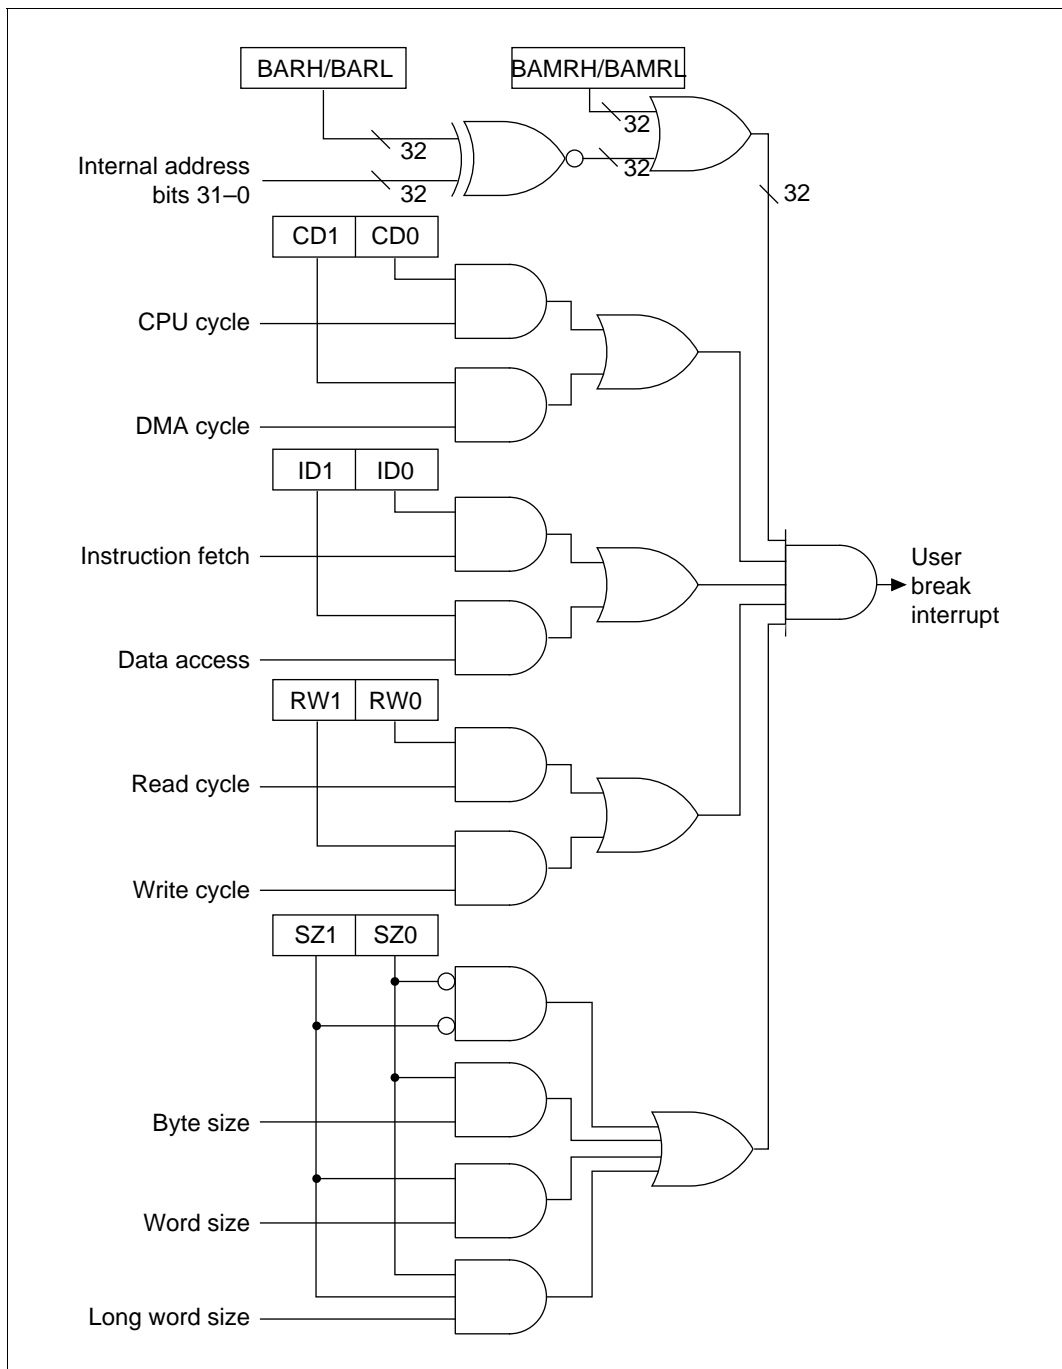 BARH/BARL
BAMRH/BAMRL
32
32
Internal address
bits 31–0
32
32
32
CD1 CD0
CPU cycle
DMA cycle
ID1 ID0
Instruction fetch
Data access
User
break
interrupt
RW1 RW0
Read cycle
Write cycle
SZ1 SZ0
Byte size
Word size
Long word size